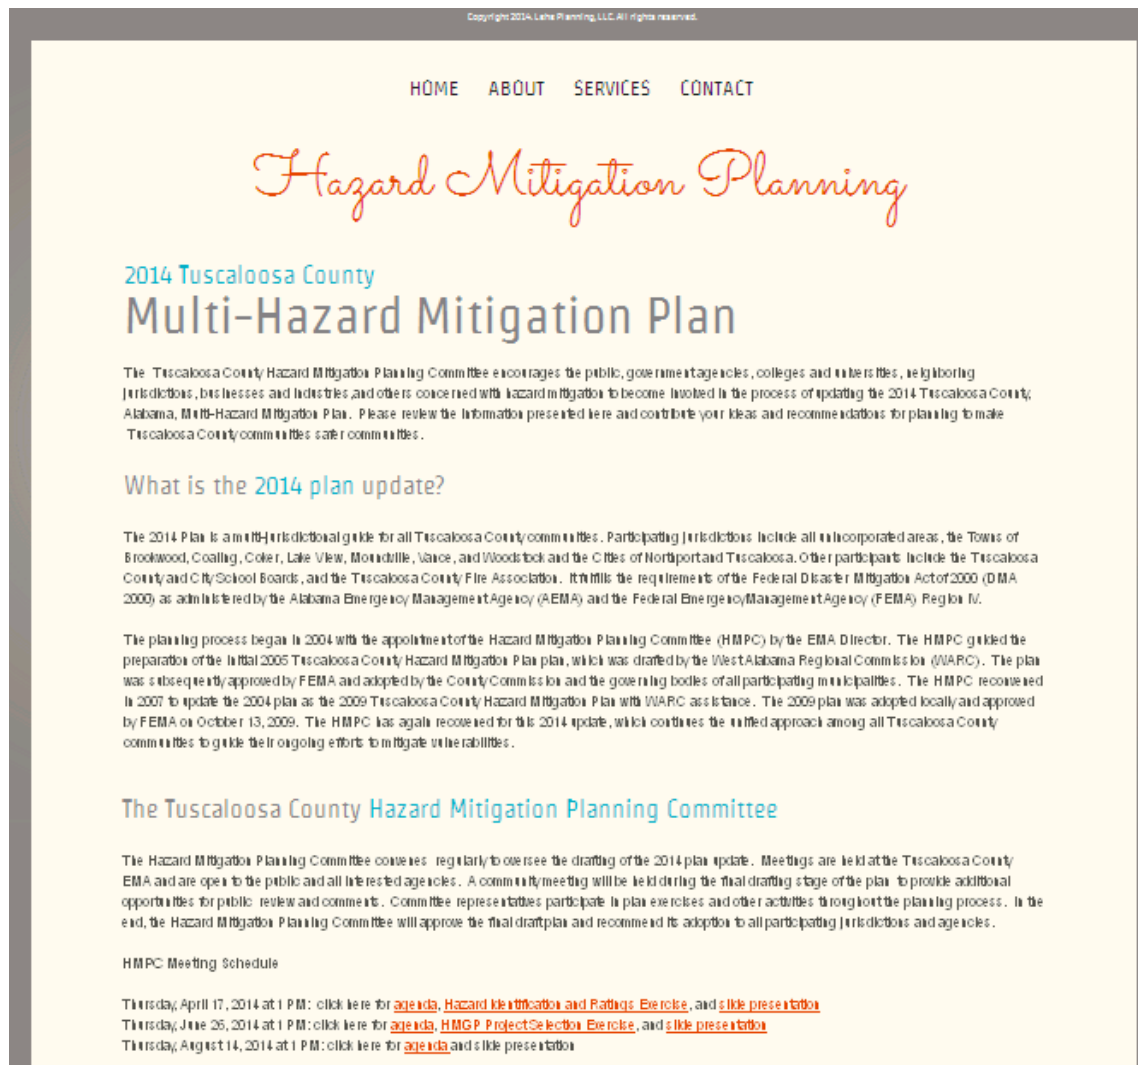 Copyright 2014. Lehe Planning, LLC. All rights reserved.
HOME ABOUT SERVICES CONTACT
Hazard Mitigation Planning
2014 Tuscaloosa County
Multi-Hazard Mitigation Plan
The Tuscaloosa County Hazard Mitigation Planning Committee encourages the public, government agencies, colleges and universities, neighboring
jurisdictions, businesses and industries,and others concerned with hazard mitigation to become involved in the process of updating the 2014 Tuscaloosa County,
Alabama, Multi-Hazard Mitigation Plan. Please review the information presented here and contribute your ideas and recommendations for planning to make
Tuscaloosa County communities safer communities.
What is the 2014 plan update?
The 2014 Plan is a multi-jurisdictional guide for all Tuscaloosa County communities. Participating jurisdictions include all unincorporated areas, the Towns of
Brookwood, Coaling, Coker, Lake View, Moundville, Vance, and Woodstock and the Cities of Northport and Tuscaloosa. Other participants include the Tuscaloosa
County and City School Boards, and the Tuscaloosa County Fire Association. It fulfills the requirements of the Federal Disaster Mitigation Act of 2000 (DMA
2000) as administered by the Alabama Emergency Management Agency (AEMA) and the Federal Emergency Management Agency (FEMA) Region IV.
The planning process began in 2004 with the appointment of the Hazard Mitigation Planning Committee (HMPC) by the EMA Director. The HMPC guided the
preparation of the initial 2005 Tuscaloosa County Hazard Mitigation Plan plan, which was drafted by the West Alabama Regional Commission (WARC). The plan
was subsequently approved by FEMA and adopted by the County Commission and the governing bodies of all participating municipalities. The HMPC reconvened
in 2007 to update the 2004 plan as the 2009 Tuscaloosa County Hazard Mitigation Plan with WARC assistance. The 2009 plan was adopted locally and approved
by FEMA on October 13, 2009. The HMPC has again recovened for this 2014 update, which continues the unified approach among all Tuscaloosa County
communities to guide their ongoing efforts to mitigate vulnerabilities.
The Tuscaloosa County Hazard Mitigation Planning Committee
The Hazard Mitigation Planning Committee convenes regularly to oversee the drafting of the 2014 plan update. Meetings are held at the Tuscaloosa County
EMA and are open to the public and all interested agencies. A community meeting will be held during the final drafting stage of the plan to provide additional
opportunities for public review and comments. Committee representatives participate in plan exercises and other activities throughout the planning process. In the
end, the Hazard Mitigation Planning Committee will approve the final draft plan and recommend its adoption to all participating jurisdictions and agencies.
HMPC Meeting Schedule
Thursday, April 17, 2014 at 1 PM: click here for agenda, Hazard Identification and Ratings Exercise, and slide presentation
Thursday, June 26, 2014 at 1 PM: click here for agenda, HMGP Project Selection Exercise, and slide presentation
Thursday, August 14, 2014 at 1 PM: click here for agenda and slide presentation